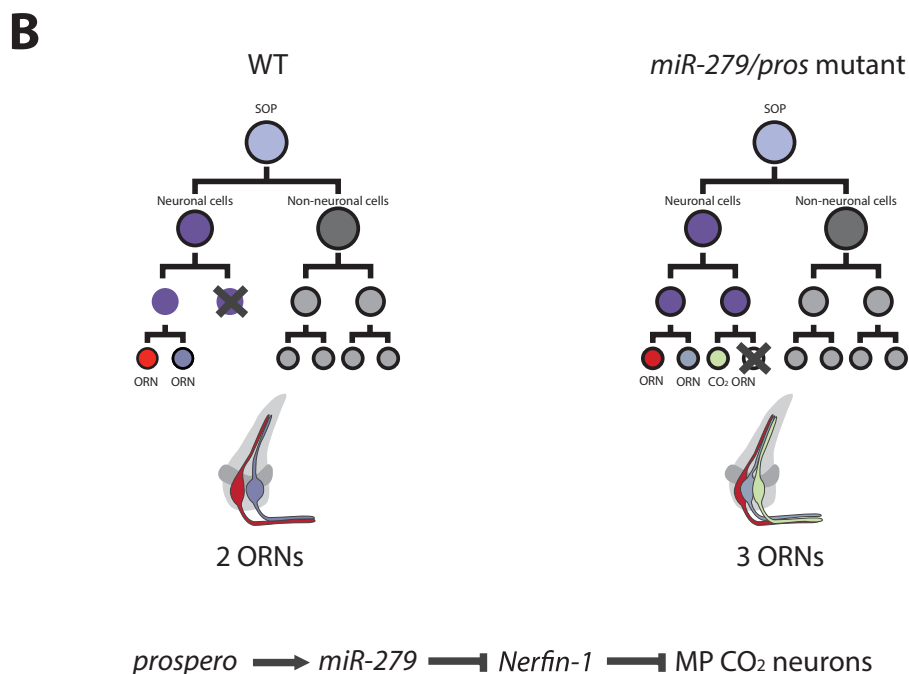 B
WT
miR-279/pros mutant
SOP
SOP
Neuronal cells
Non-neuronal cells
Neuronal cells
Non-neuronal cells
ORN
ORN
ORN
ORN
CO₂ ORN
2 ORNs
3 ORNs
prospero miR-279 Nerfin-1 MP CO₂ neurons